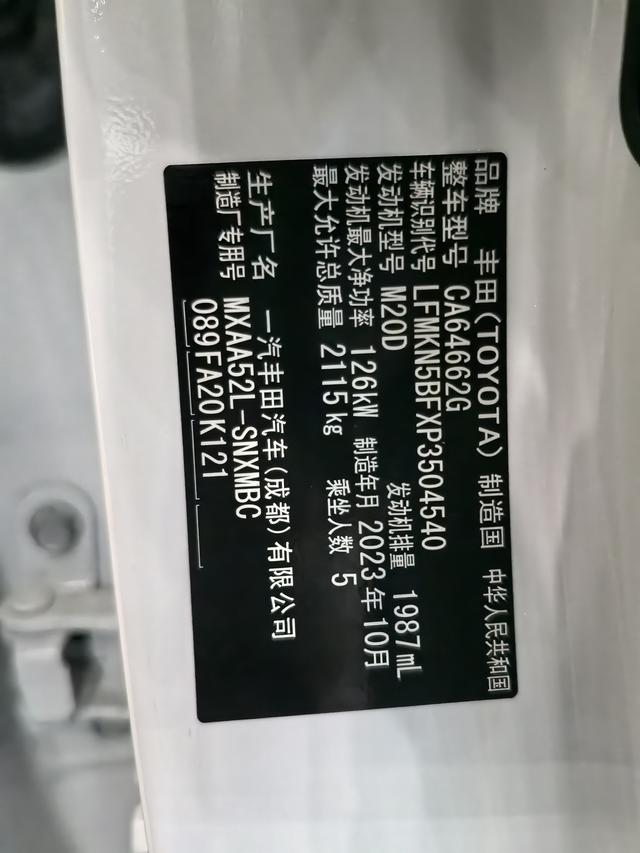 品牌 丰田(TOYOTA) 制造国 中华人民共和国
整车型号 CA64662G
车辆识别代号 LFMKN5BFXP3504540
发动机型号 M20D 发动机排量 1987mL
发动机最大净功率 126kW 制造年月 2023年10月
最大允许总质量 2115kg 乘坐人数 5
生产厂名 一汽丰田汽车(成都)有限公司
制造厂专用号 MXAA52L-SNXMBC
089FA20K121